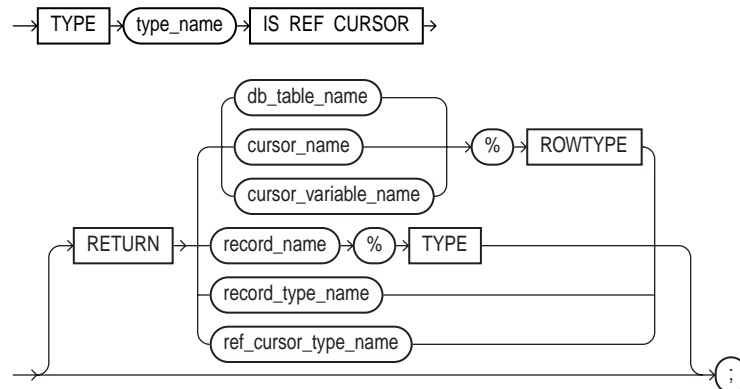 TYPE type_name IS REF CURSOR
db_table_name
cursor_name % ROWTYPE
cursor_variable_name
RETURN record_name % TYPE
record_type_name
ref_cursor_type_name
;